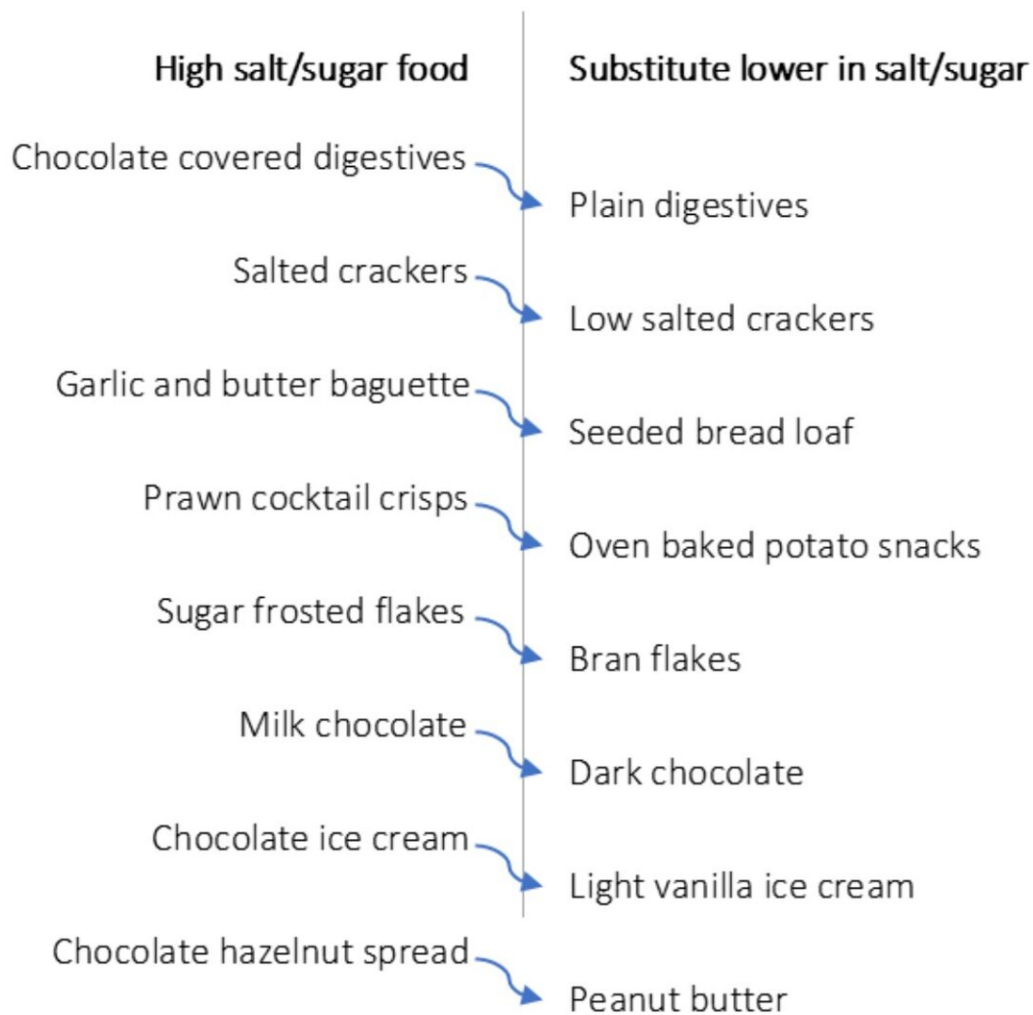 High salt/sugar food
Substitute lower in salt/sugar
Chocolate covered digestives
Plain digestives
Salted crackers
Low salted crackers
Garlic and butter baguette
Seeded bread loaf
Prawn cocktail crisps
Oven baked potato snacks
Sugar frosted flakes
Bran flakes
Milk chocolate
Dark chocolate
Chocolate ice cream
Light vanilla ice cream
Chocolate hazelnut spread
Peanut butter